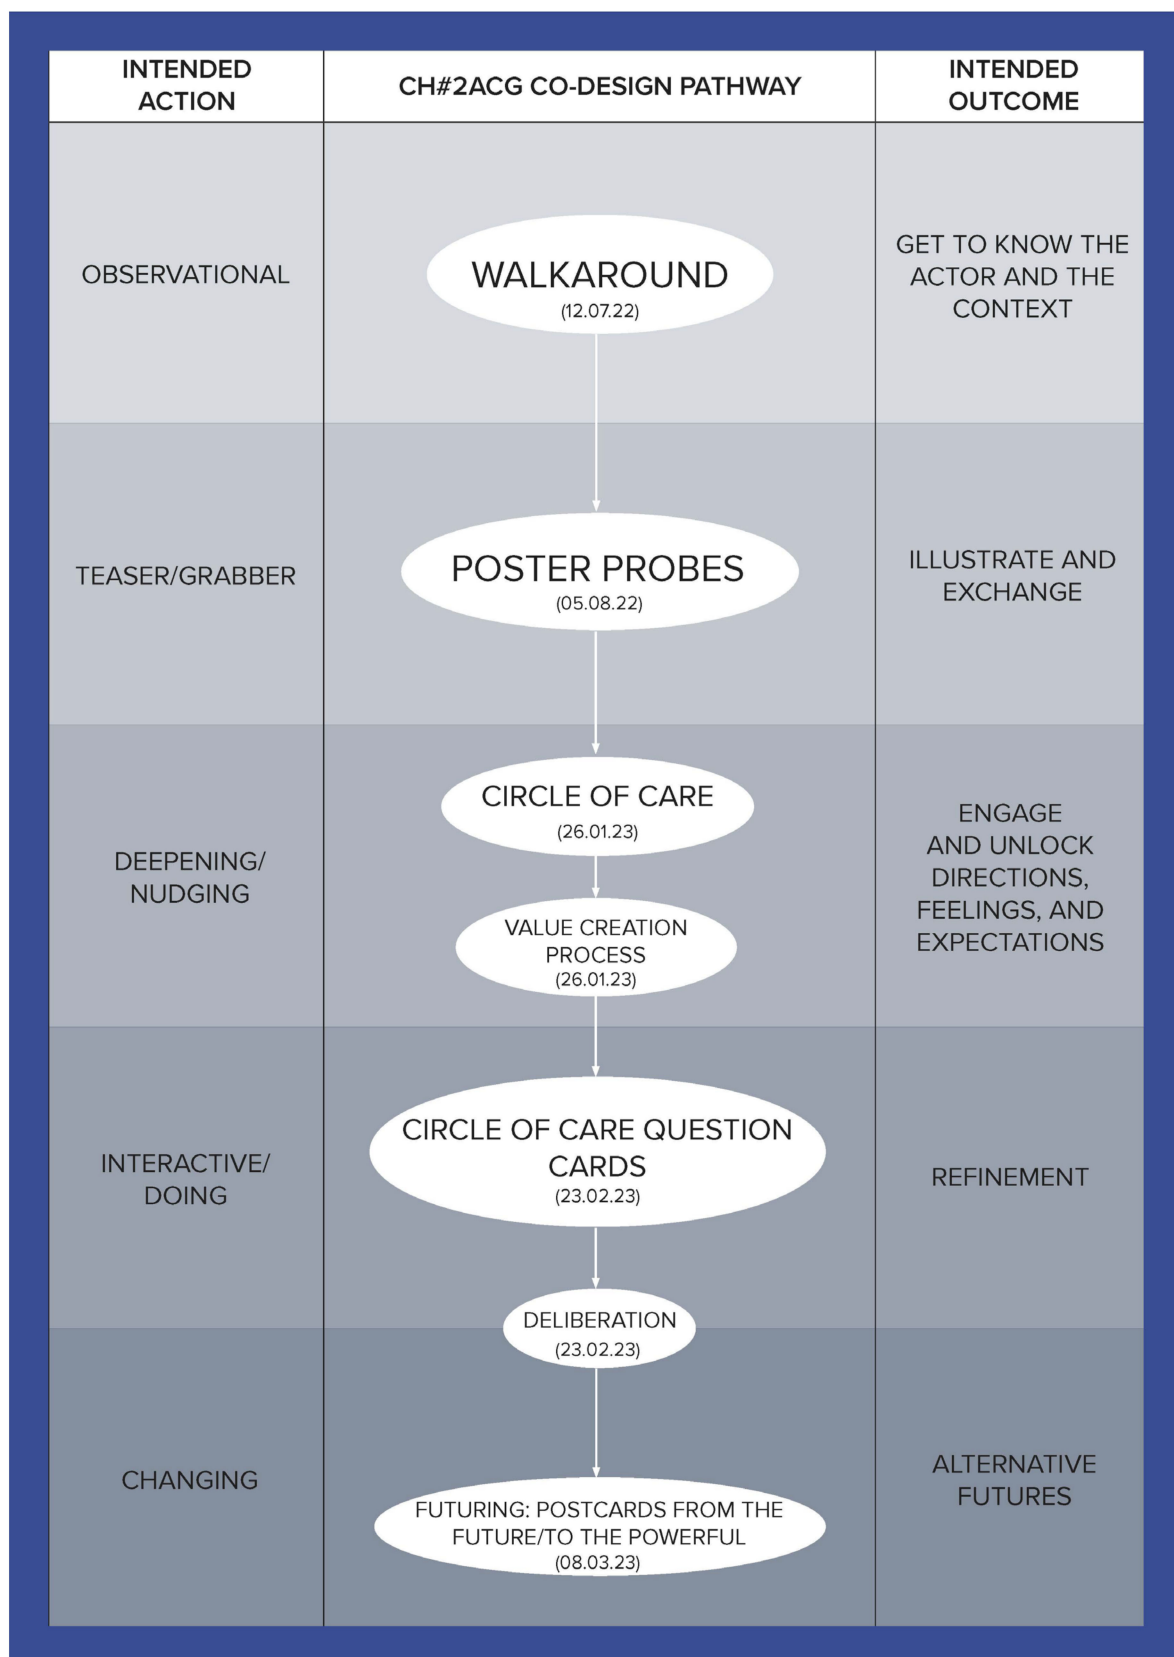 INTENDED
ACTION
CH#2ACG CO-DESIGN PATHWAY
INTENDED
OUTCOME
OBSERVATIONAL
WALKAROUND
(12.07.22)
GET TO KNOW THE
ACTOR AND THE
CONTEXT
TEASER/GRABBER
POSTER PROBES
(05.08.22)
ILLUSTRATE AND
EXCHANGE
DEEPENING/
NUDGING
CIRCLE OF CARE
(26.01.23)
VALUE CREATION
PROCESS
(26.01.23)
ENGAGE
AND UNLOCK
DIRECTIONS,
FEELINGS, AND
EXPECTATIONS
INTERACTIVE/
DOING
CIRCLE OF CARE QUESTION
CARDS
(23.02.23)
REFINEMENT
DELIBERATION
(23.02.23)
CHANGING
FUTURING: POSTCARDS FROM THE
FUTURE/TO THE POWERFUL
(08.03.23)
ALTERNATIVE
FUTURES